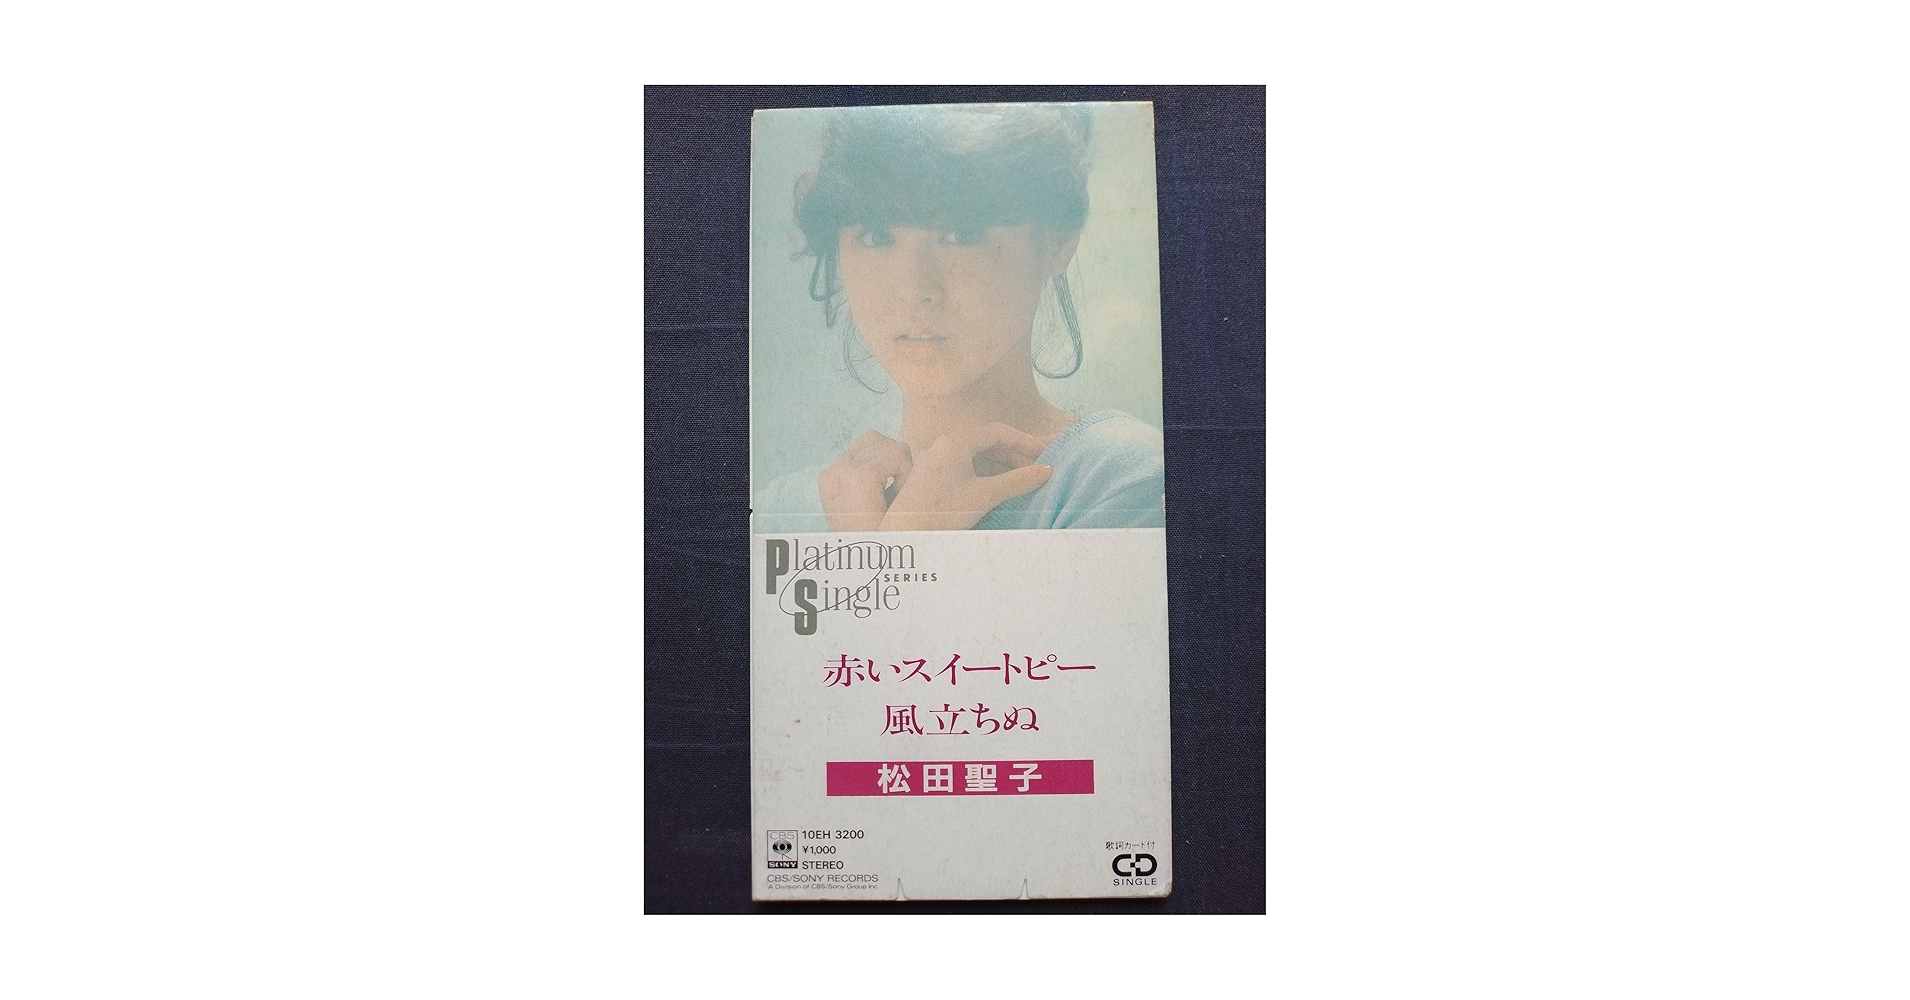 Platinum
SERIES
Single
赤いスイートピー
風立ちぬ
松田聖子
CBS
SONY
10EH 3200
¥1,000
STEREO
CBS/SONY RECORDS
A Division of CBS/Sony Group Inc
歌詞カード付
CD
SINGLE